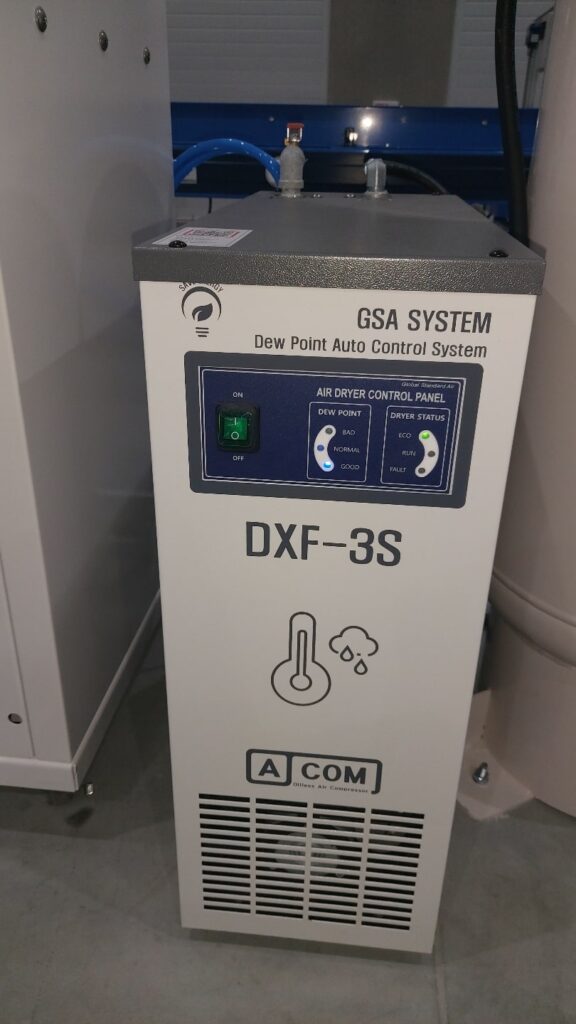 GSA SYSTEM
Dew Point Auto Control System
Global Standard Air
AIR DRYER CONTROL PANEL
ON
I
O
OFF
DEW POINT
BAD
NORMAL
GOOD
DRYER STATUS
ECO
RUN
FAULT
DXF-3S
A COM
Oilless Air Compressor